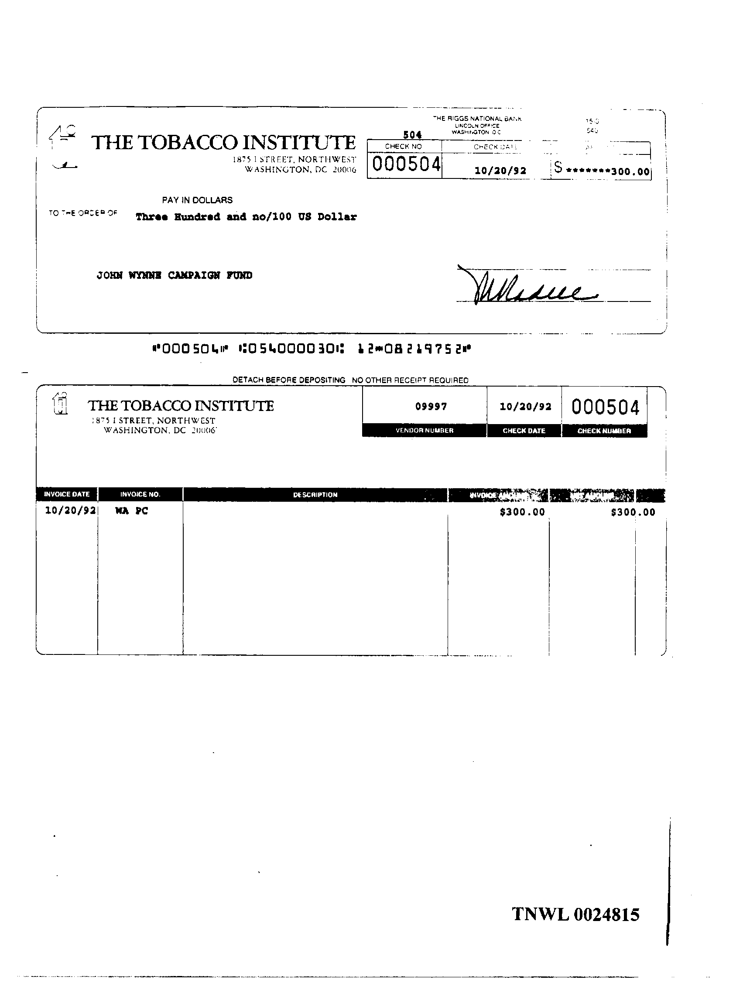 THE RIGGS NATIONAL BANK
LINCOLN OFFICE
WASHINGTON D C
15-3
540
504
THE TOBACCO INSTITUTE
1875 I STREET, NORTHWEST
WASHINGTON, DC 20006
CHECK NO
CHECK DATE
000504
10/20/92
$*******300.00
PAY IN DOLLARS
TO THE ORDER OF Three Hundred and no/100 US Dollar
JOHN WYNNE CAMPAIGN FUND
⑈000504⑈ ⑆054000030⑆ 12⑉08219752⑈
DETACH BEFORE DEPOSITING NO OTHER RECEIPT REQUIRED
THE TOBACCO INSTITUTE
1875 I STREET, NORTHWEST
WASHINGTON, DC 20006
09997 10/20/92 000504
VENDOR NUMBER CHECK DATE CHECK NUMBER
INVOICE DATE INVOICE NO. DESCRIPTION INVOICE AMOUNT
10/20/92 WA PC $300.00 $300.00
TNWL 0024815